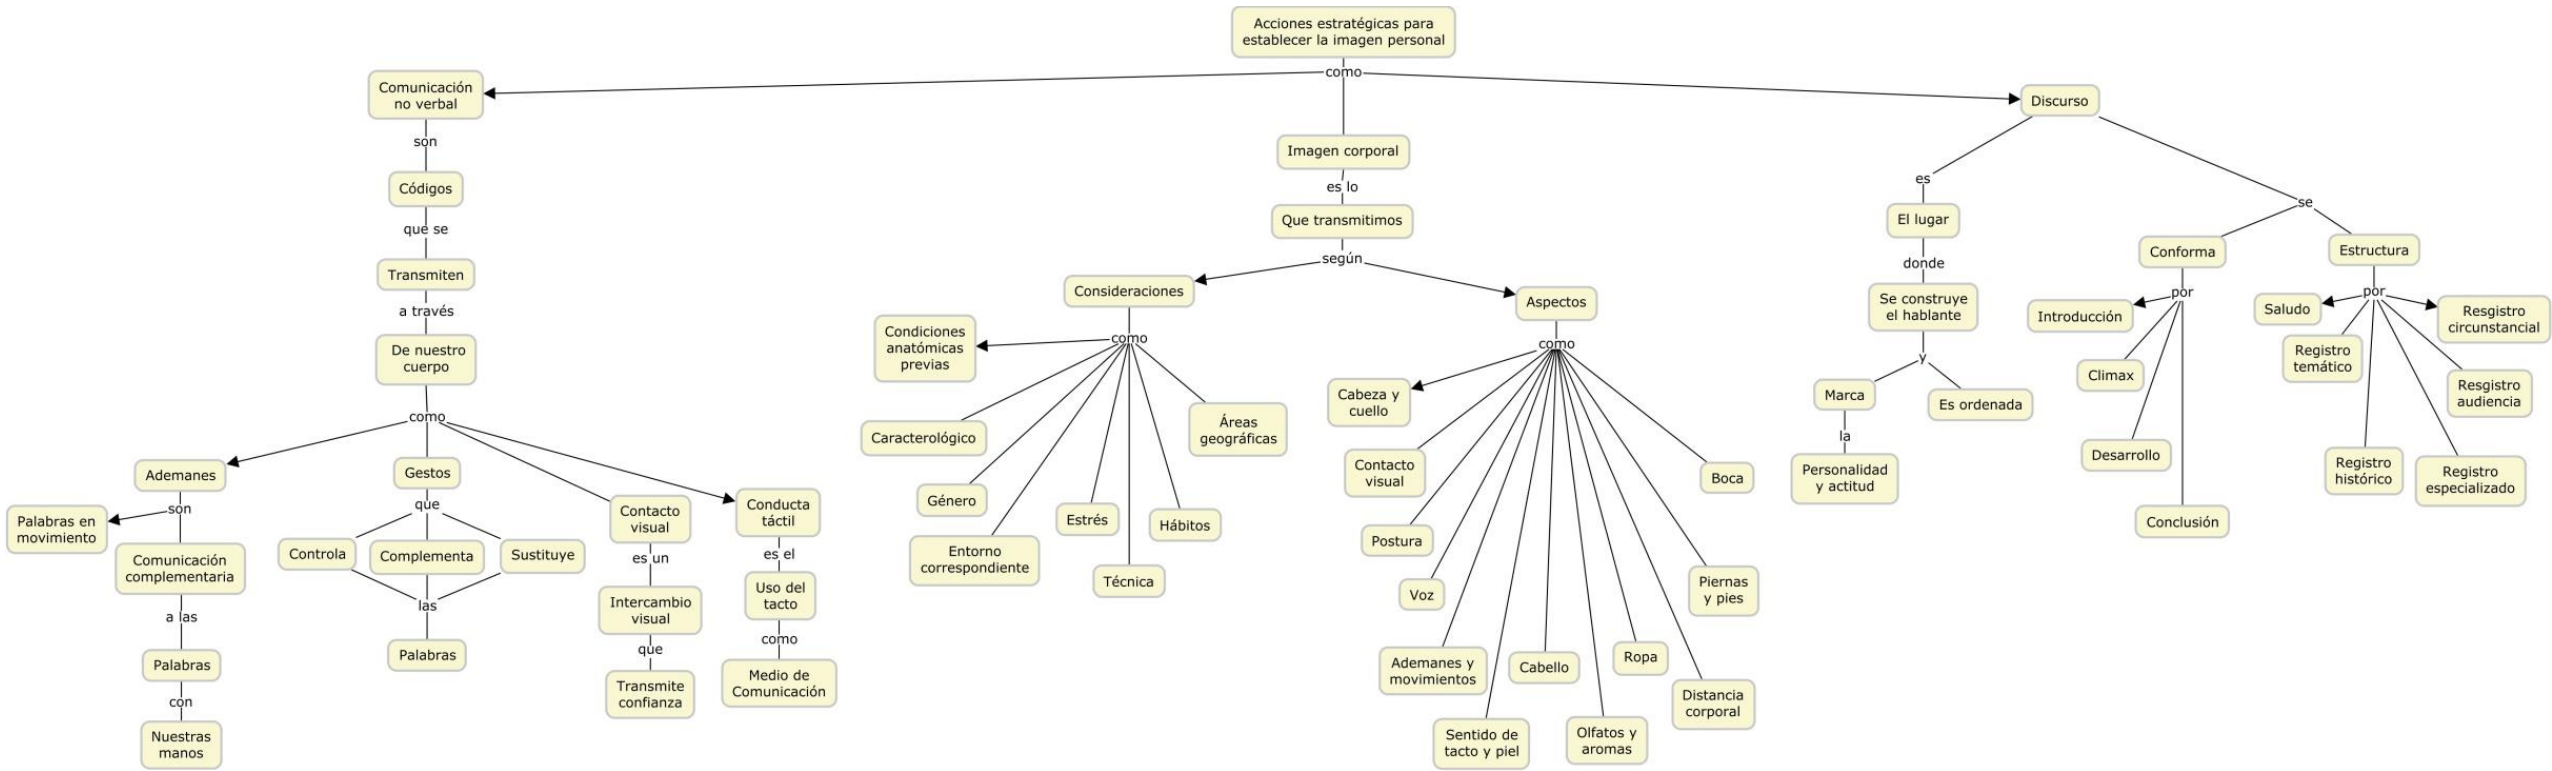 Acciones estratégicas para
establecer la imagen personal
como
Comunicación
no verbal
son
Códigos
que se
Transmiten
a través
De nuestro
cuerpo
como
Ademanes
son
Palabras en
movimiento
Comunicación
complementaria
a las
Palabras
con
Nuestras
manos
Gestos
que
Controla
Complementa
Sustituye
las
Palabras
Contacto
visual
es un
Intercambio
visual
que
Transmite
confianza
Conducta
táctil
es el
Uso del
tacto
como
Medio de
Comunicación
Imagen corporal
es lo
Que transmitimos
según
Consideraciones
como
Condiciones
anatómicas
previas
Caracterológico
Género
Entorno
correspondiente
Estrés
Técnica
Hábitos
Áreas
geográficas
Aspectos
como
Cabeza y
cuello
Contacto
visual
Postura
Voz
Ademanes y
movimientos
Sentido de
tacto y piel
Cabello
Olfatos y
aromas
Ropa
Distancia
corporal
Piernas
y pies
Boca
Discurso
es
El lugar
donde
Se construye
el hablante
y
Marca
la
Personalidad
y actitud
Es ordenada
se
Conforma
por
Introducción
Climax
Desarrollo
Conclusión
Estructura
por
Saludo
Registro
temático
Registro
histórico
Registro
especializado
Resgistro
audiencia
Resgistro
circunstancial